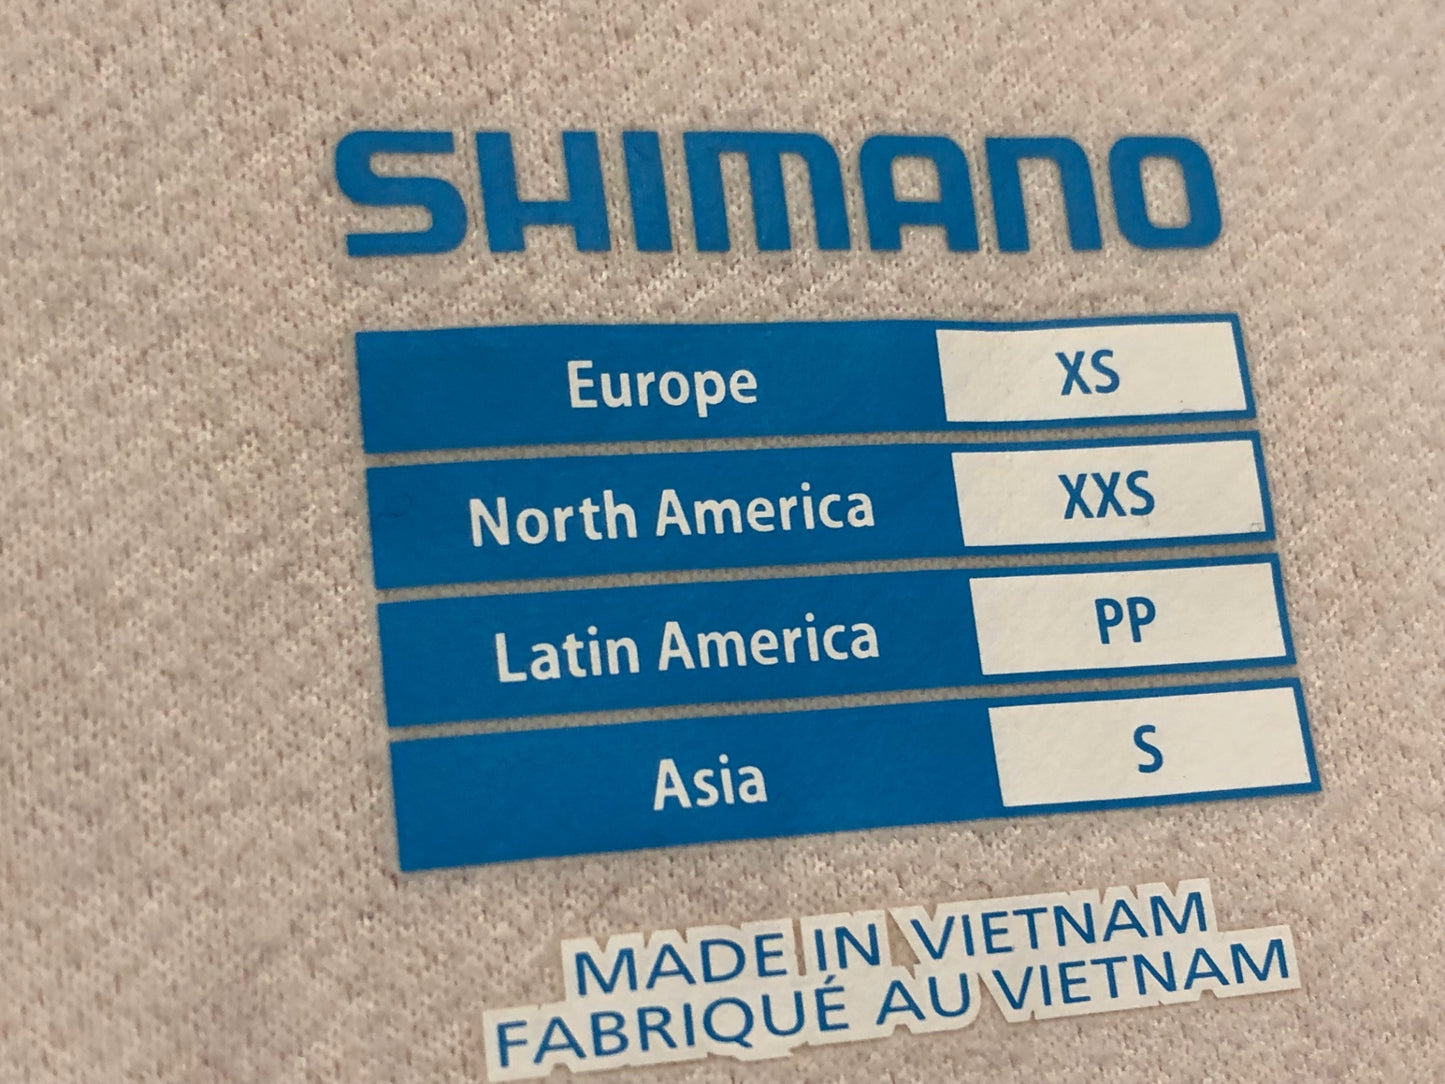 SHIMANO
Europe XS
North America XXS
Latin America PP
Asia S
MADE IN VIETNAM
FABRIQUÉ AU VIETNAM